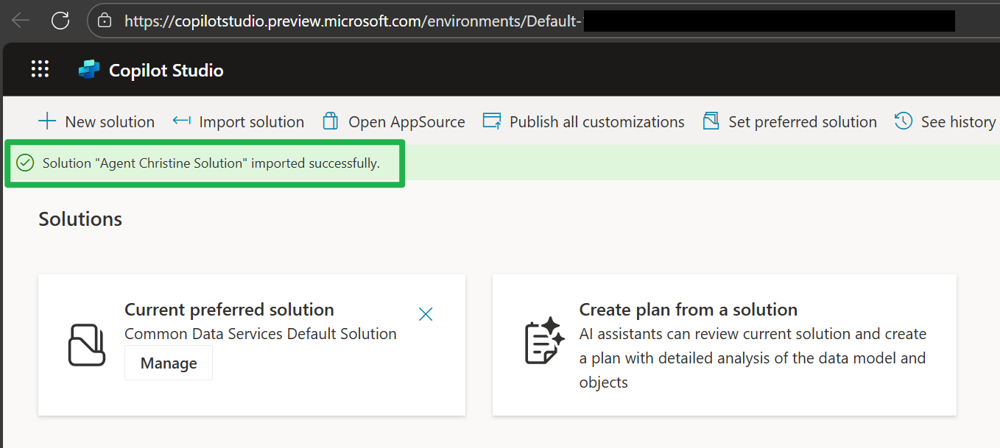 https://copilotstudio.preview.microsoft.com/environments/Default-
Copilot Studio
New solution Import solution Open AppSource Publish all customizations Set preferred solution See history
Solution "Agent Christine Solution" imported successfully.
Solutions
Current preferred solution
Common Data Services Default Solution
Manage
Create plan from a solution
AI assistants can review current solution and create
a plan with detailed analysis of the data model and
objects